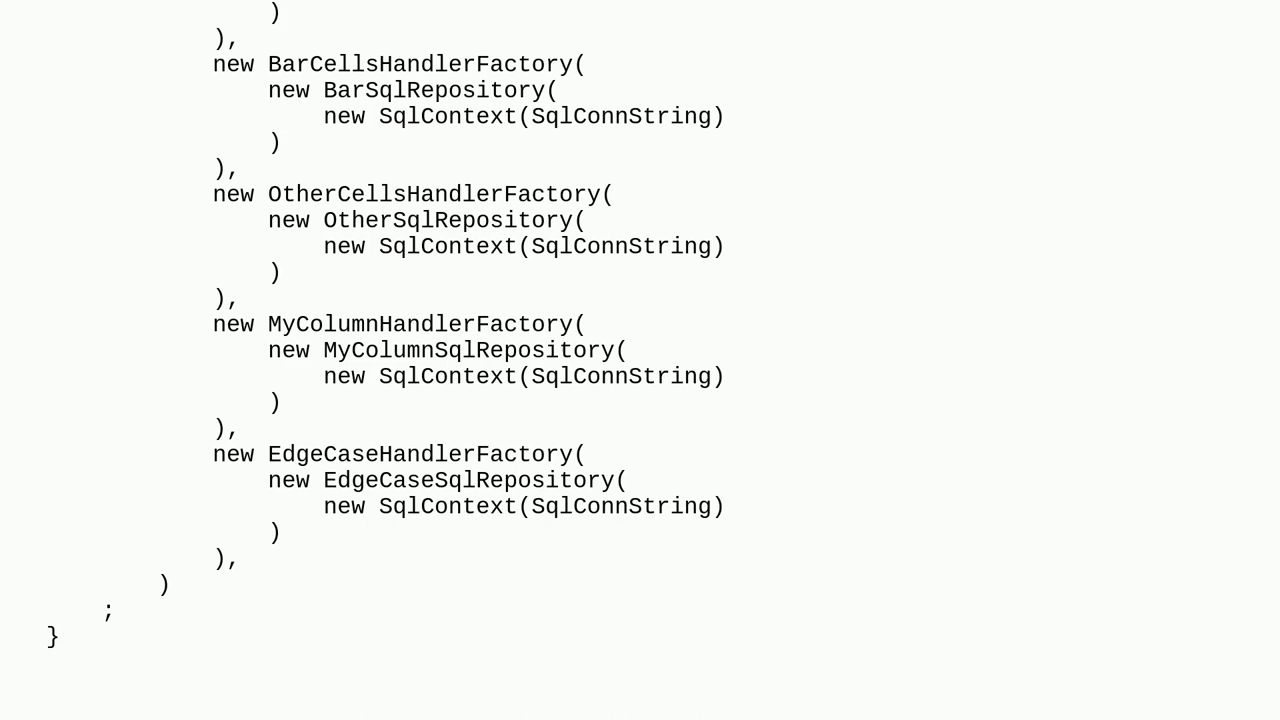 )
            ),
            new BarCellsHandlerFactory(
                new BarSqlRepository(
                    new SqlContext(SqlConnString)
                )
            ),
            new OtherCellsHandlerFactory(
                new OtherSqlRepository(
                    new SqlContext(SqlConnString)
                )
            ),
            new MyColumnHandlerFactory(
                new MyColumnSqlRepository(
                    new SqlContext(SqlConnString)
                )
            ),
            new EdgeCaseHandlerFactory(
                new EdgeCaseSqlRepository(
                    new SqlContext(SqlConnString)
                )
            ),
        )
    ;
}